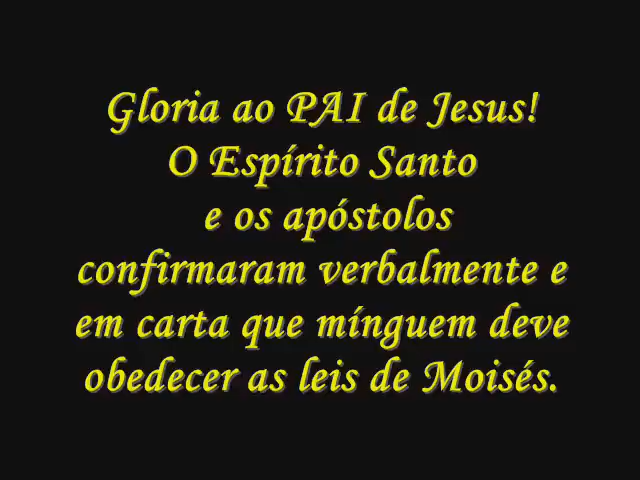 Gloria ao PAI de Jesus!
O Espírito Santo
e os apóstolos
confirmaram verbalmente e
em carta que mínguem deve
obedecer as leis de Moisés.